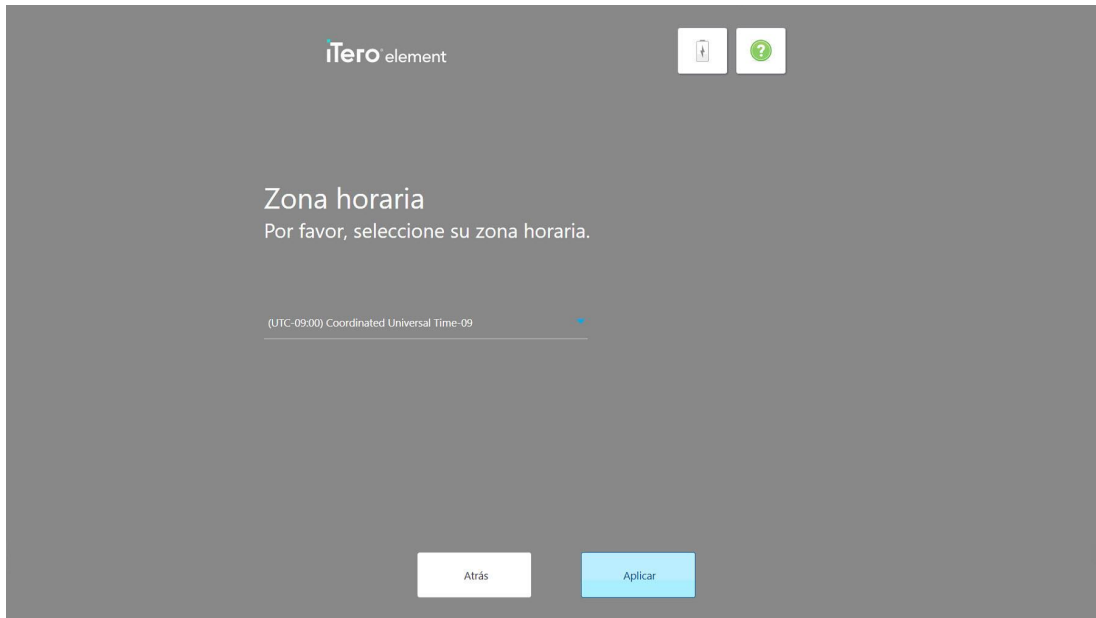 iTero element
?
Zona horaria
Por favor, seleccione su zona horaria.
(UTC-09:00) Coordinated Universal Time-09
Atrás
Aplicar